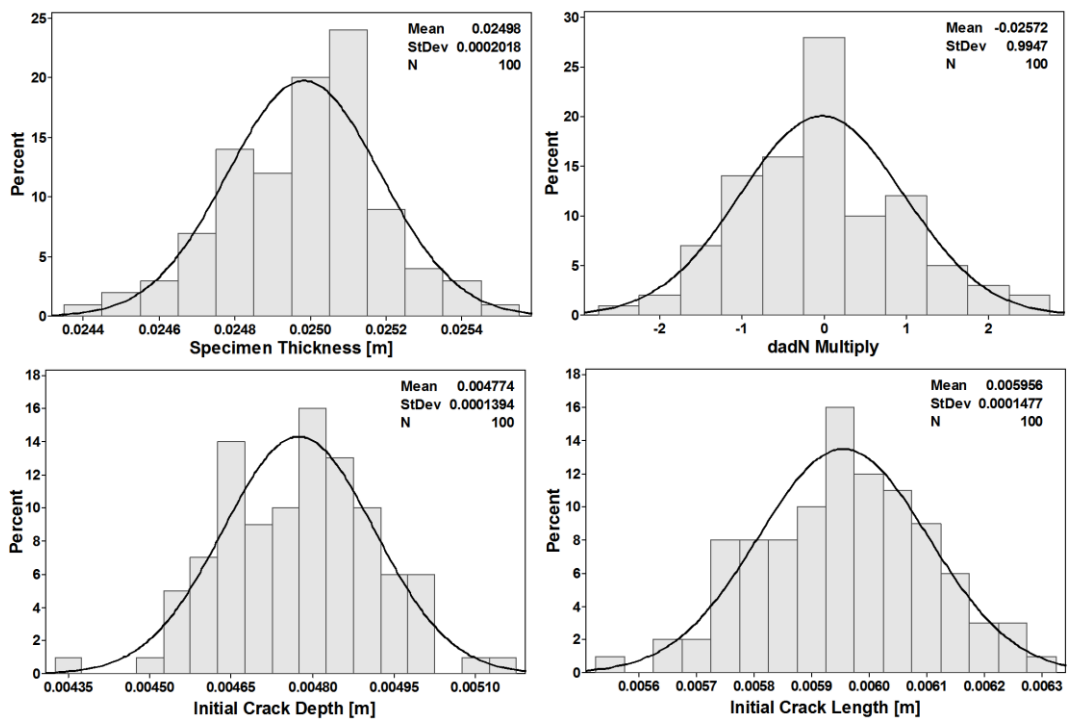 Mean 0.02498
StDev 0.0002018
N 100
25
20
15
10
5
0
Percent
0.0244 0.0246 0.0248 0.0250 0.0252 0.0254
Specimen Thickness [m]
Mean -0.02572
StDev 0.9947
N 100
30
25
20
15
10
5
0
Percent
-2 -1 0 1 2
dadN Multiply
Mean 0.004774
StDev 0.0001394
N 100
18
16
14
12
10
8
6
4
2
0
Percent
0.00435 0.00450 0.00465 0.00480 0.00495 0.00510
Initial Crack Depth [m]
Mean 0.005956
StDev 0.0001477
N 100
18
16
14
12
10
8
6
4
2
0
Percent
0.0056 0.0057 0.0058 0.0059 0.0060 0.0061 0.0062 0.0063
Initial Crack Length [m]